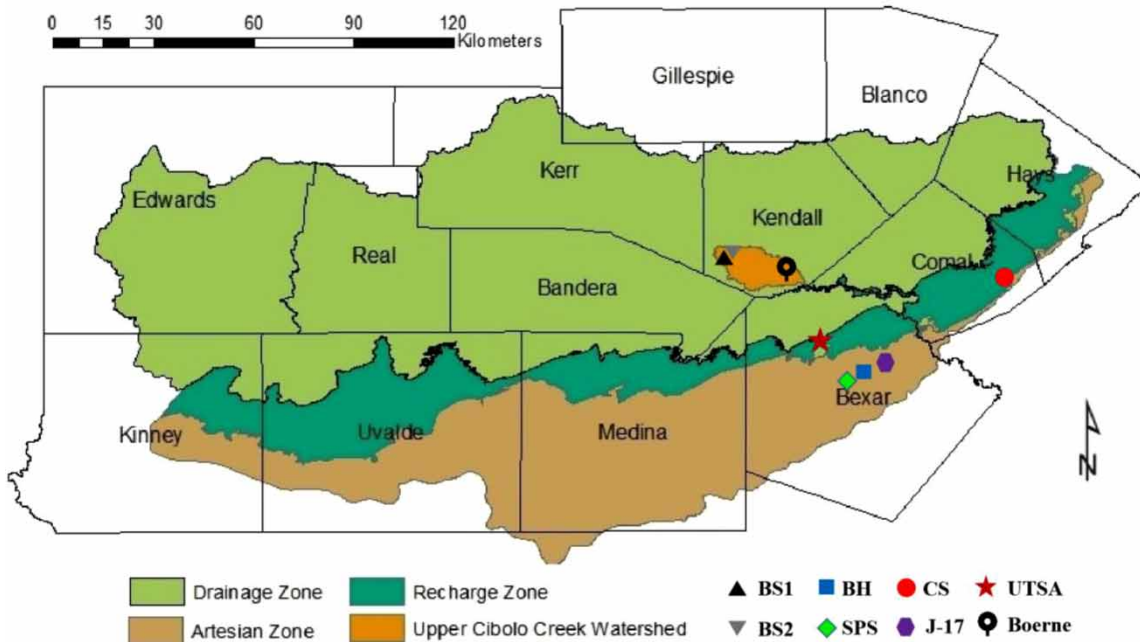 0 15 30 60 90 120
Kilometers
Gillespie
Blanco
Kerr
Hays
Edwards
Kendall
Real
Comal
Bandera
Bexar
Kinney
Uvalde
Medina
N
Drainage Zone Recharge Zone ▲ BS1 BH CS UTSA
Artesian Zone Upper Cibolo Creek Watershed BS2 SPS J-17 Boerne